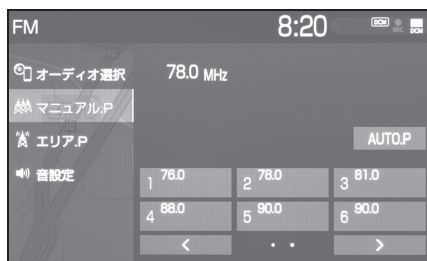 FM
8:20
DCM
REC
DCM
オーディオ選択
78.0 MHz
マニュアル.P
エリア.P
AUTO.P
音設定
1 76.0
2 78.0
3 81.0
4 88.0
5 90.0
6 90.0
<
>